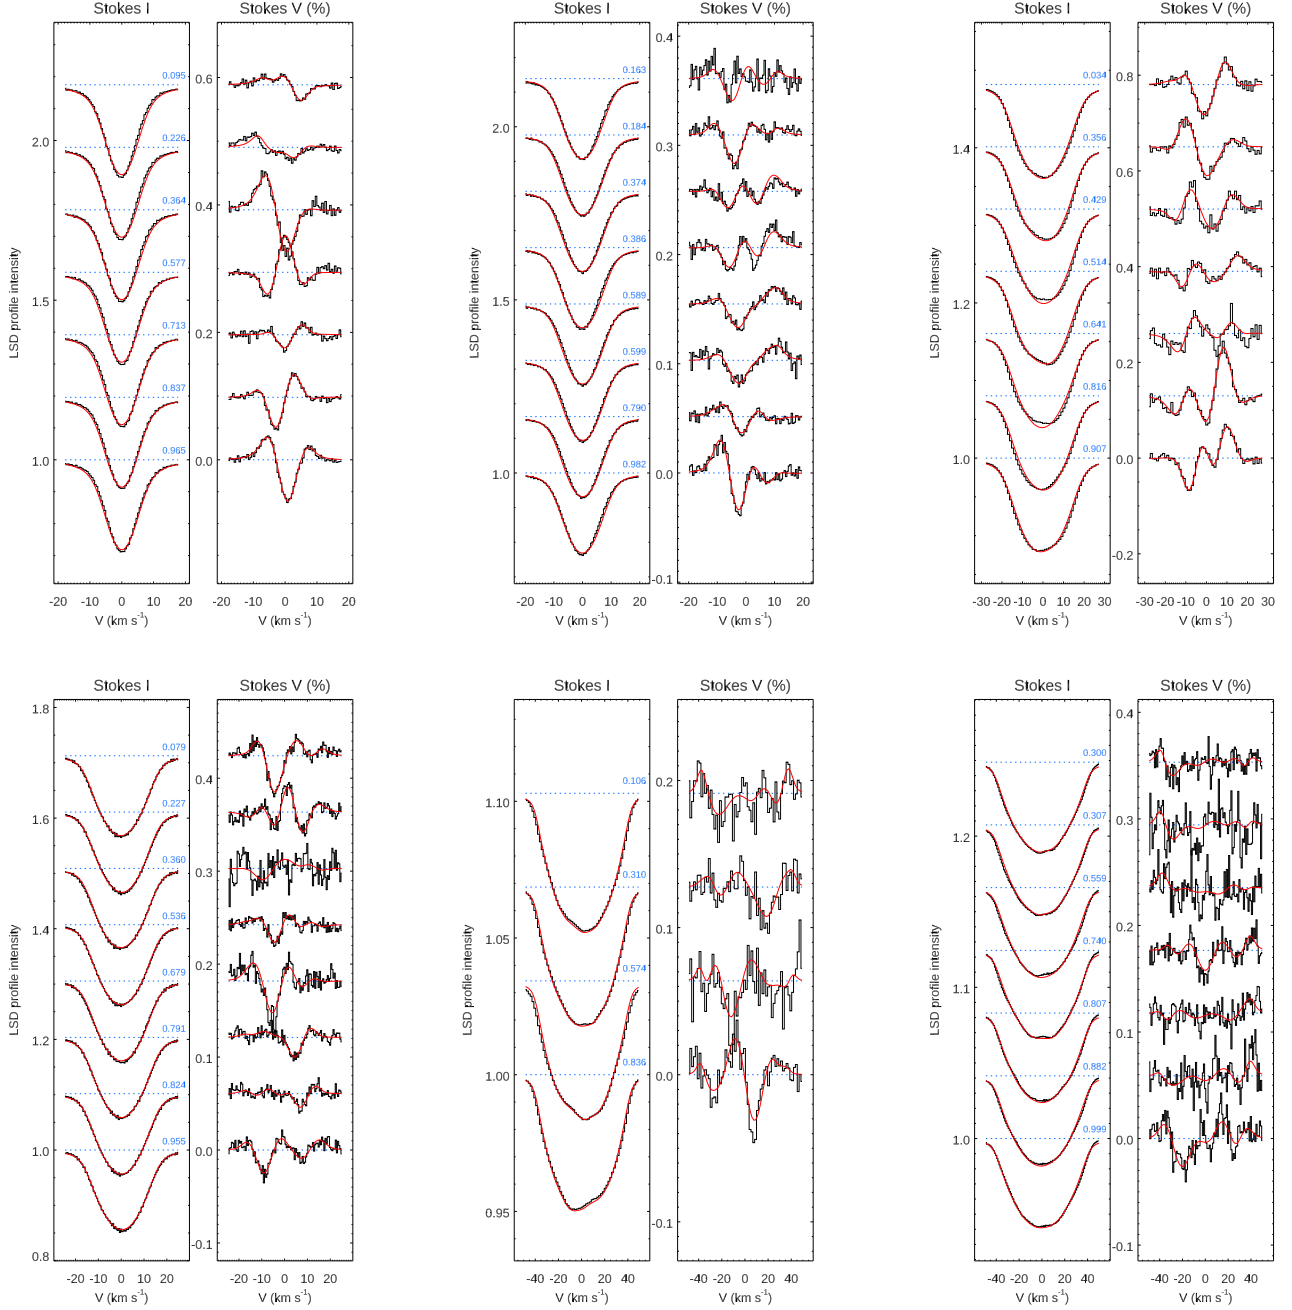 Stokes I
Stokes V (%)
Stokes I
Stokes V (%)
Stokes I
Stokes V (%)
LSD profile intensity
2.0
1.5
1.0
0.095
0.226
0.364
0.577
0.713
0.837
0.965
0.6
0.4
0.2
0.0
-20 -10 0 10 20
V (km s-1)
-20 -10 0 10 20
V (km s-1)
LSD profile intensity
2.0
1.5
1.0
0.163
0.184
0.374
0.386
0.589
0.599
0.790
0.982
0.4
0.3
0.2
0.1
0.0
-0.1
-20 -10 0 10 20
V (km s-1)
-20 -10 0 10 20
V (km s-1)
LSD profile intensity
1.4
1.2
1.0
0.034
0.356
0.429
0.514
0.641
0.816
0.907
0.8
0.6
0.4
0.2
0.0
-0.2
-30 -20 -10 0 10 20 30
V (km s-1)
-30 -20 -10 0 10 20 30
V (km s-1)
Stokes I
Stokes V (%)
Stokes I
Stokes V (%)
Stokes I
Stokes V (%)
LSD profile intensity
1.8
1.6
1.4
1.2
1.0
0.8
0.079
0.227
0.360
0.536
0.679
0.791
0.824
0.955
0.4
0.3
0.2
0.1
0.0
-0.1
-20 -10 0 10 20
V (km s-1)
-20 -10 0 10 20
V (km s-1)
LSD profile intensity
1.10
1.05
1.00
0.95
0.106
0.310
0.574
0.836
0.2
0.1
0.0
-0.1
-40 -20 0 20 40
V (km s-1)
-40 -20 0 20 40
V (km s-1)
LSD profile intensity
1.2
1.1
1.0
0.300
0.307
0.559
0.740
0.807
0.882
0.999
0.4
0.3
0.2
0.1
0.0
-0.1
-40 -20 0 20 40
V (km s-1)
-40 -20 0 20 40
V (km s-1)